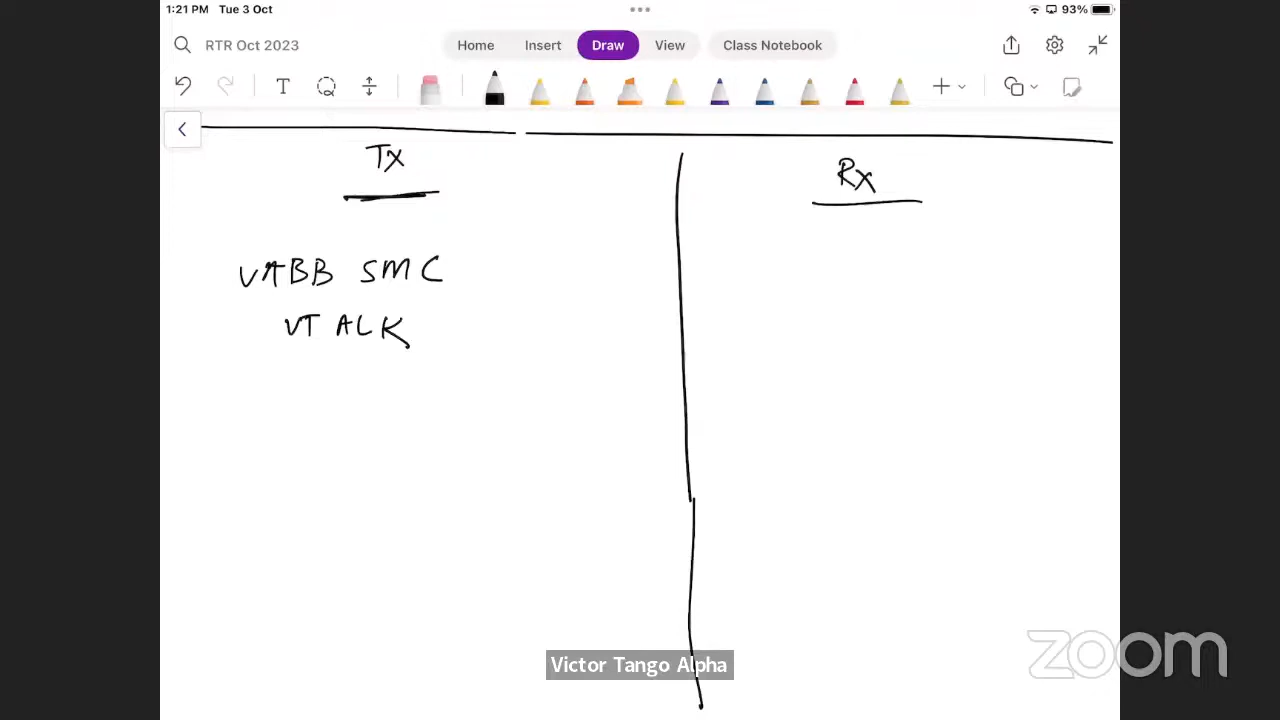 1:21 PM Tue 3 Oct 93%
RTR Oct 2023
Home Insert Draw View Class Notebook
T
Tx
Rx
VABB SMC
VT ALK
Victor Tango Alpha
zoom